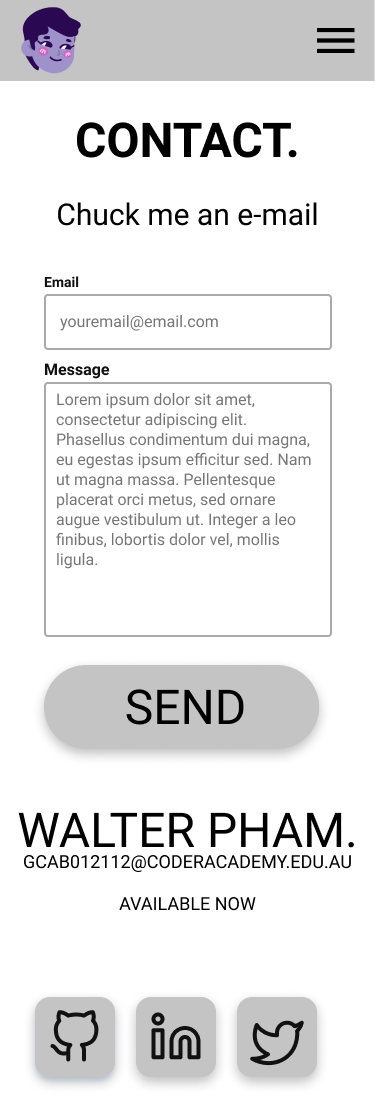 CONTACT.
Chuck me an e-mail
Email
youremail@email.com
Message
Lorem ipsum dolor sit amet,
consectetur adipiscing elit.
Phasellus condimentum dui magna,
eu egestas ipsum efficitur sed. Nam
ut magna massa. Pellentesque
placerat orci metus, sed ornare
augue vestibulum ut. Integer a leo
finibus, lobortis dolor vel, mollis
ligula.
SEND
WALTER PHAM.
GCAB012112@CODERACADEMY.EDU.AU
AVAILABLE NOW
in